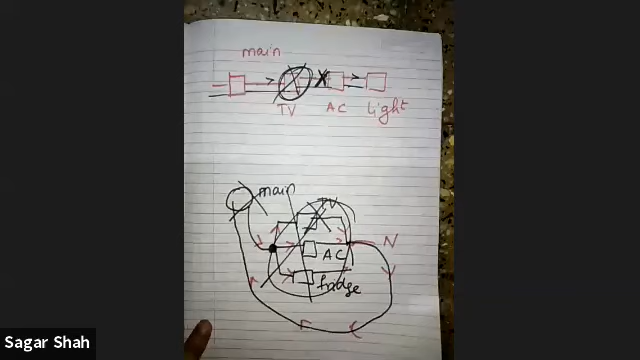 main
TV AC Light
main TV
N
AC
fridge
Sagar Shah